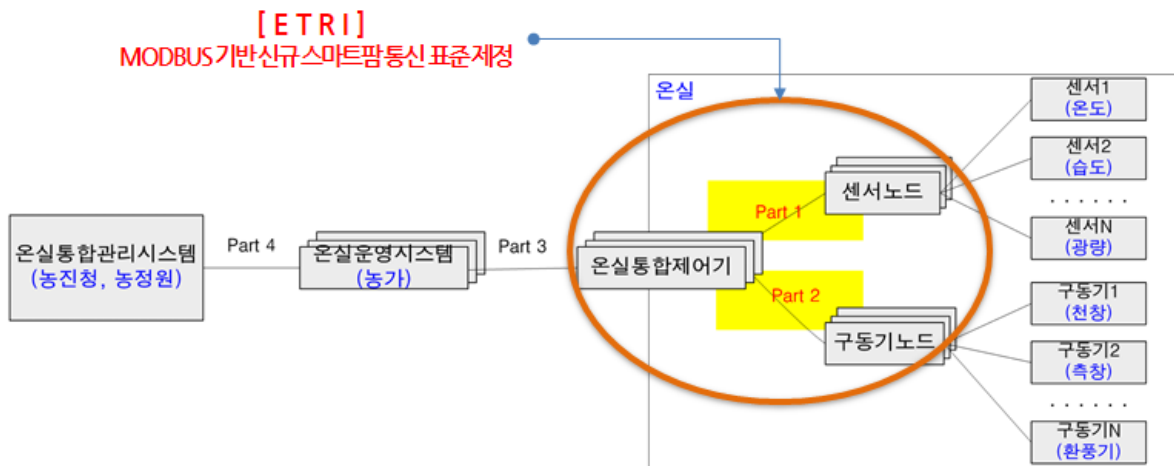 [ E T R I ]
MODBUS 기반 신규 스마트팜 통신 표준 제정
온실
센서1
(온도)
센서2
(습도)
· · · · · ·
센서N
(광량)
센서노드
Part 1
온실통합관리시스템
(농진청, 농정원)
Part 4
온실운영시스템
(농가)
Part 3
온실통합제어기
Part 2
구동기노드
구동기1
(천창)
구동기2
(측창)
· · · · · ·
구동기N
(환풍기)